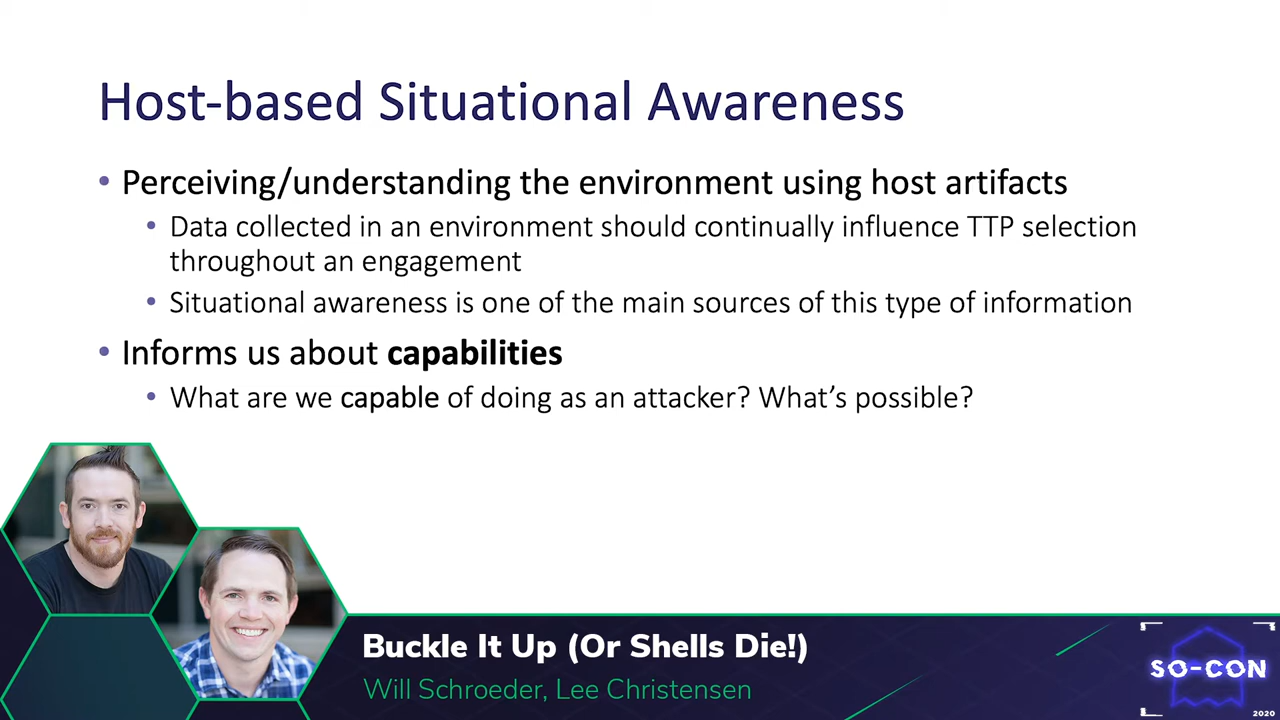 Host-based Situational Awareness
• Perceiving/understanding the environment using host artifacts
• Data collected in an environment should continually influence TTP selection
throughout an engagement
• Situational awareness is one of the main sources of this type of information
• Informs us about capabilities
• What are we capable of doing as an attacker? What’s possible?
Buckle It Up (Or Shells Die!)
Will Schroeder, Lee Christensen
SO-CON
2020